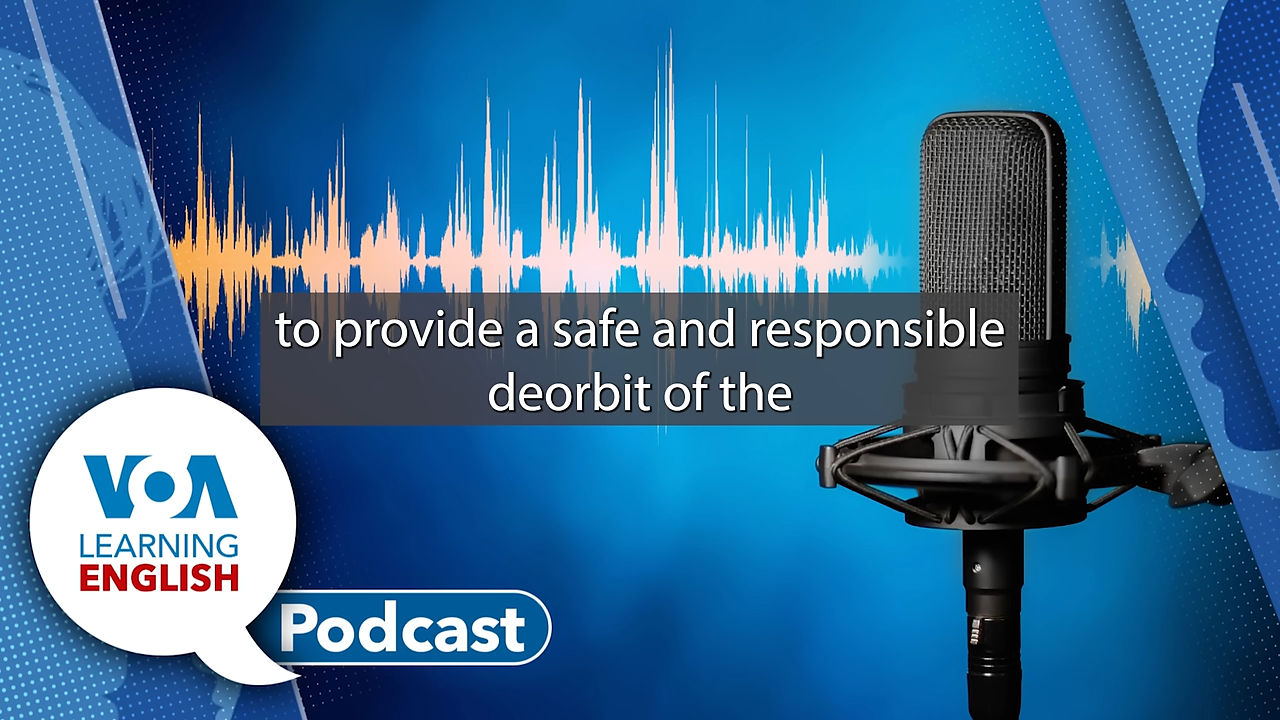 to provide a safe and responsible
deorbit of the
VOA
LEARNING
ENGLISH
Podcast